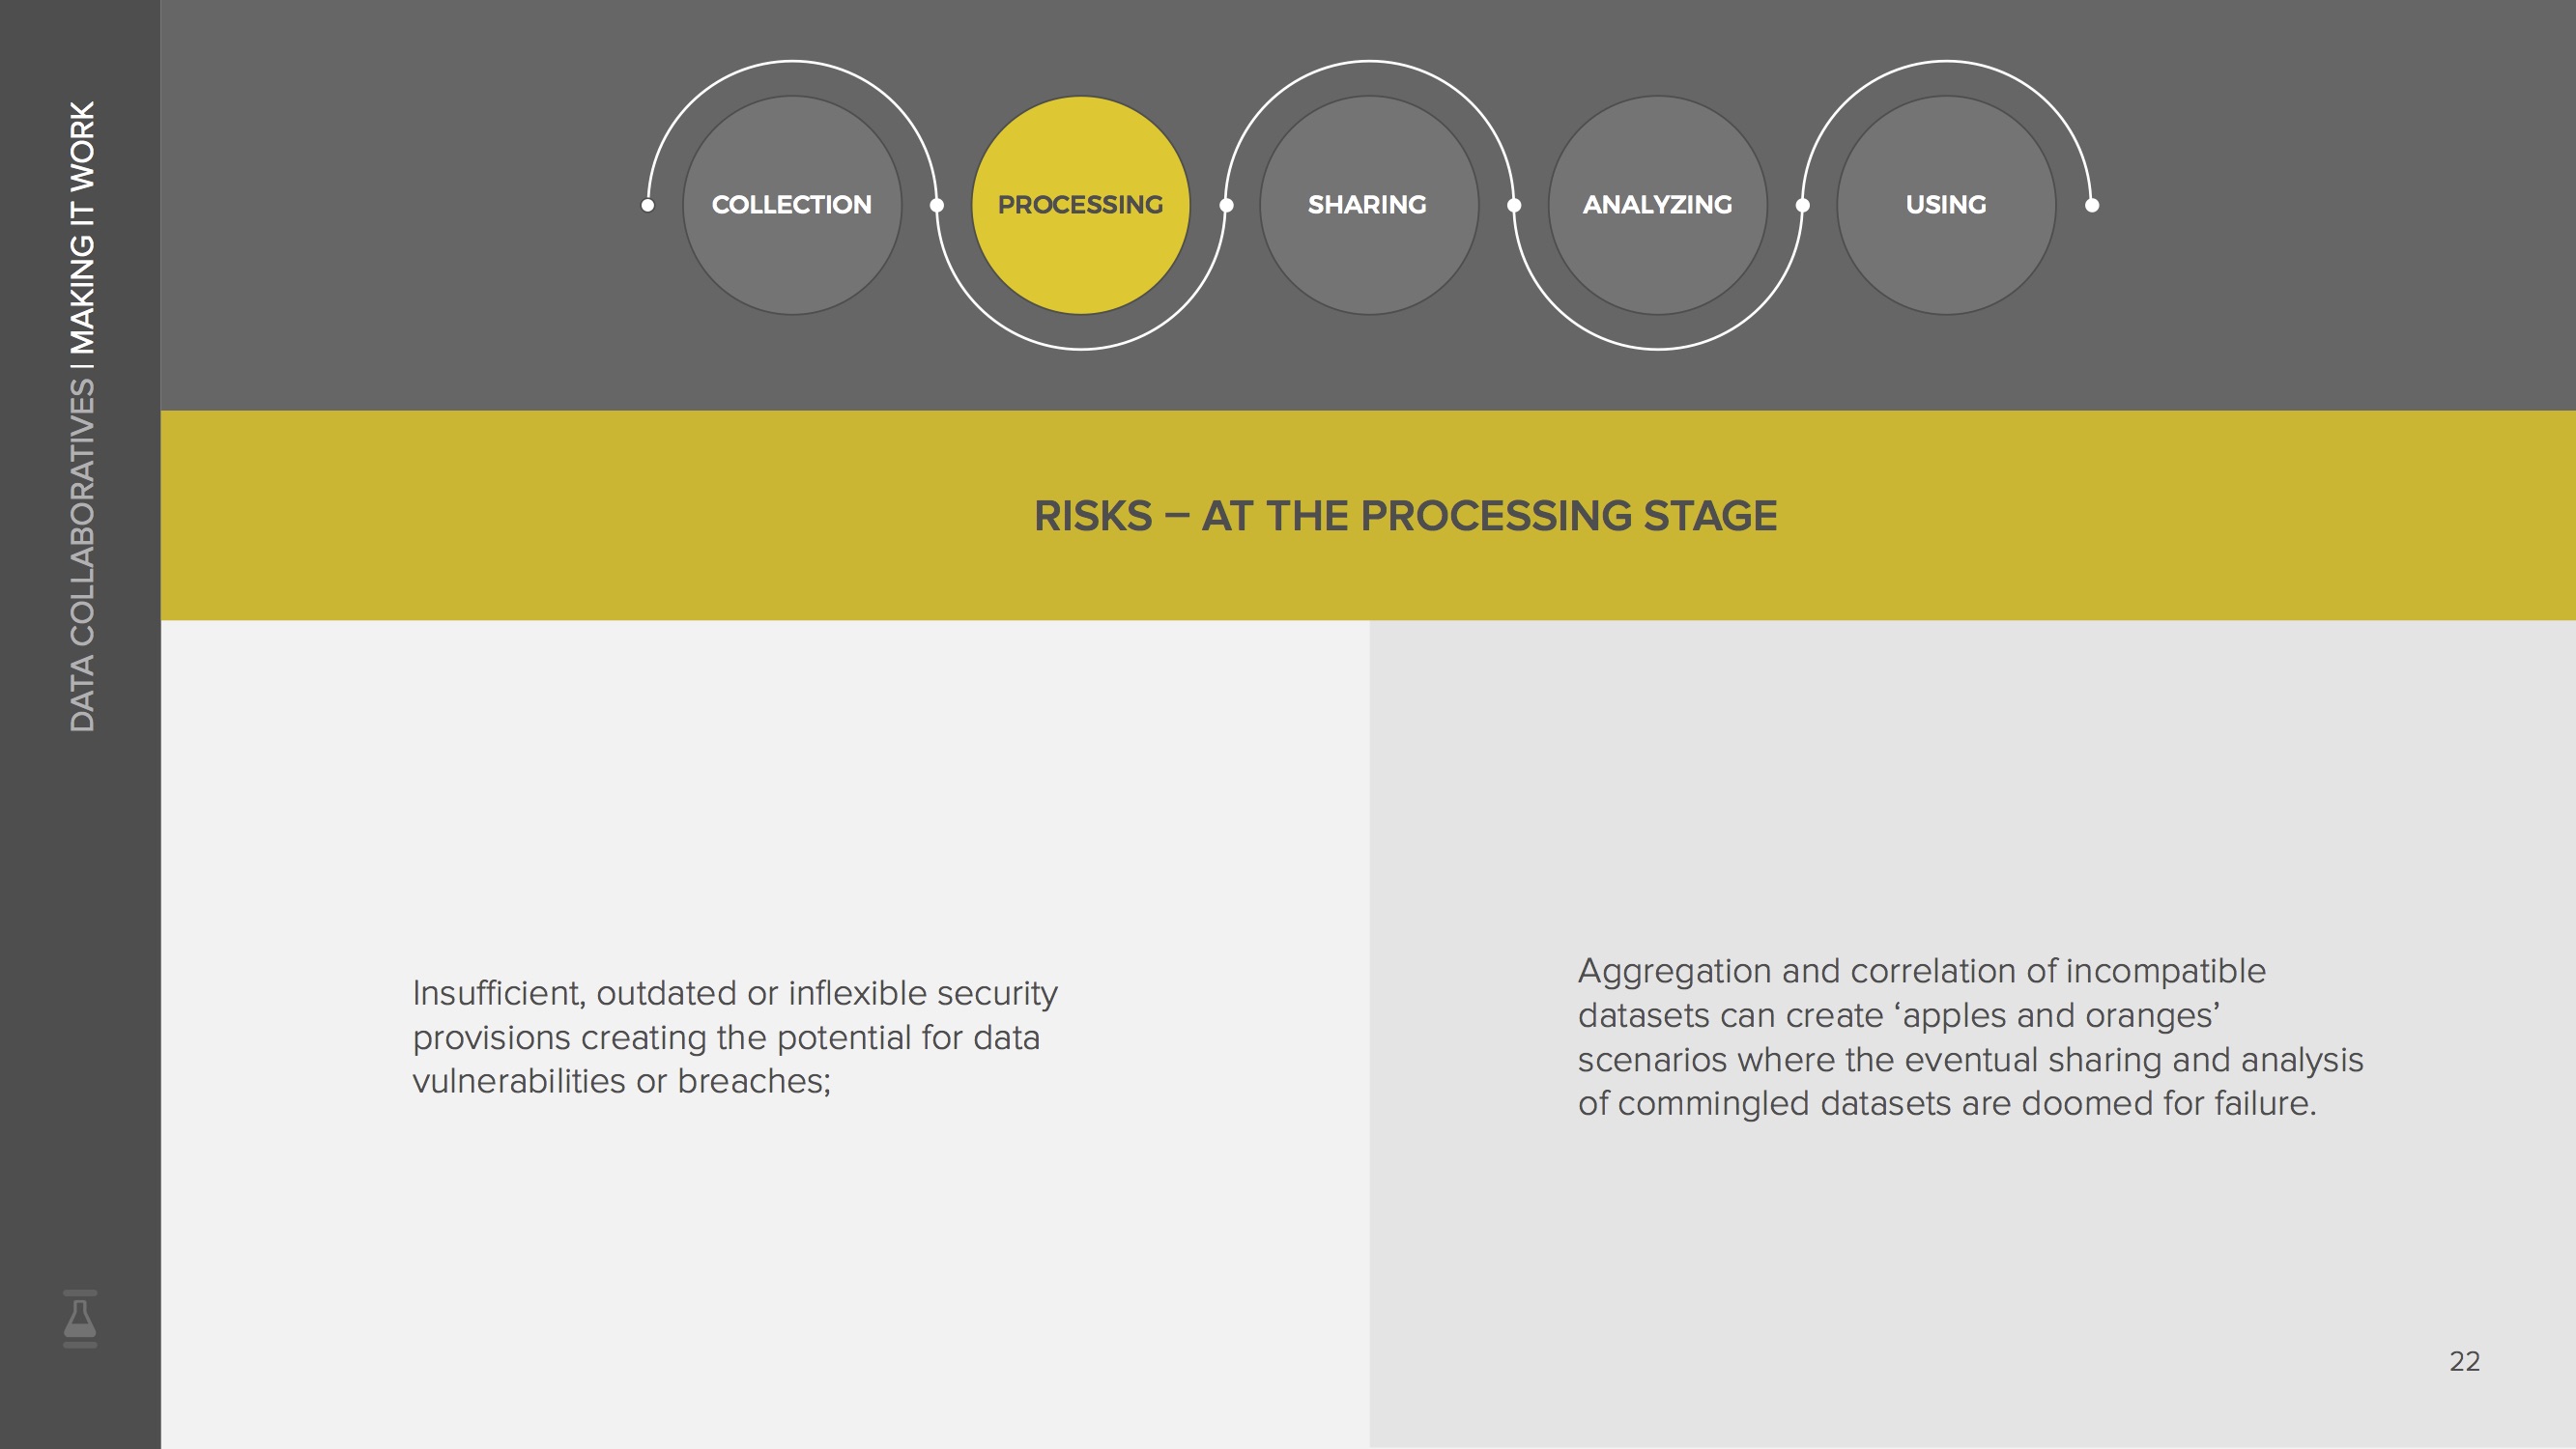 DATA COLLABORATIVES | MAKING IT WORK
COLLECTION
PROCESSING
SHARING
ANALYZING
USING
RISKS – AT THE PROCESSING STAGE
Insufficient, outdated or inflexible security
provisions creating the potential for data
vulnerabilities or breaches;
Aggregation and correlation of incompatible
datasets can create ‘apples and oranges’
scenarios where the eventual sharing and analysis
of commingled datasets are doomed for failure.
22